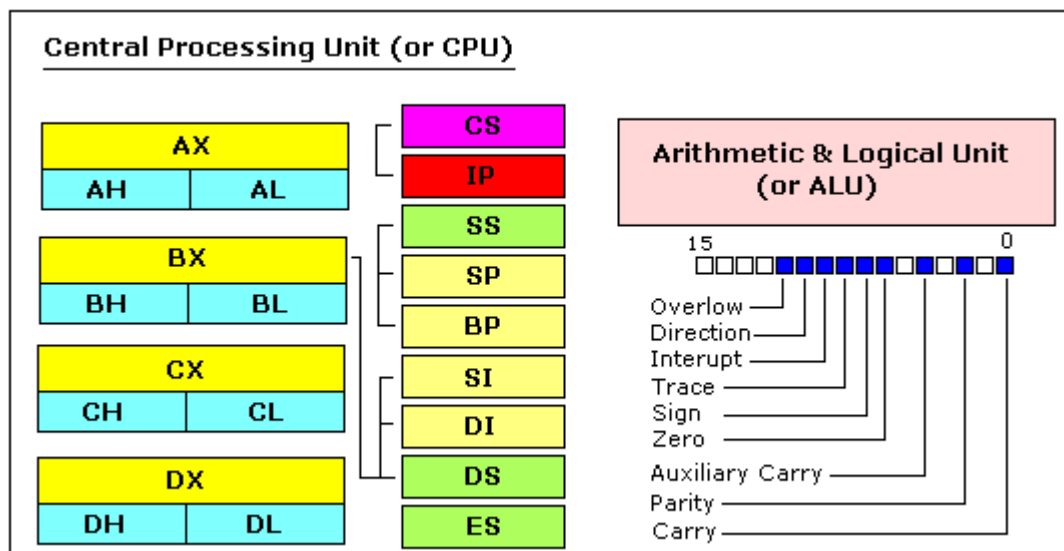 Central Processing Unit (or CPU)
AX
AH AL
BX
BH BL
CX
CH CL
DX
DH DL
CS
IP
SS
SP
BP
SI
DI
DS
ES
Arithmetic & Logical Unit
(or ALU)
15 0
Overlow
Direction
Interupt
Trace
Sign
Zero
Auxiliary Carry
Parity
Carry